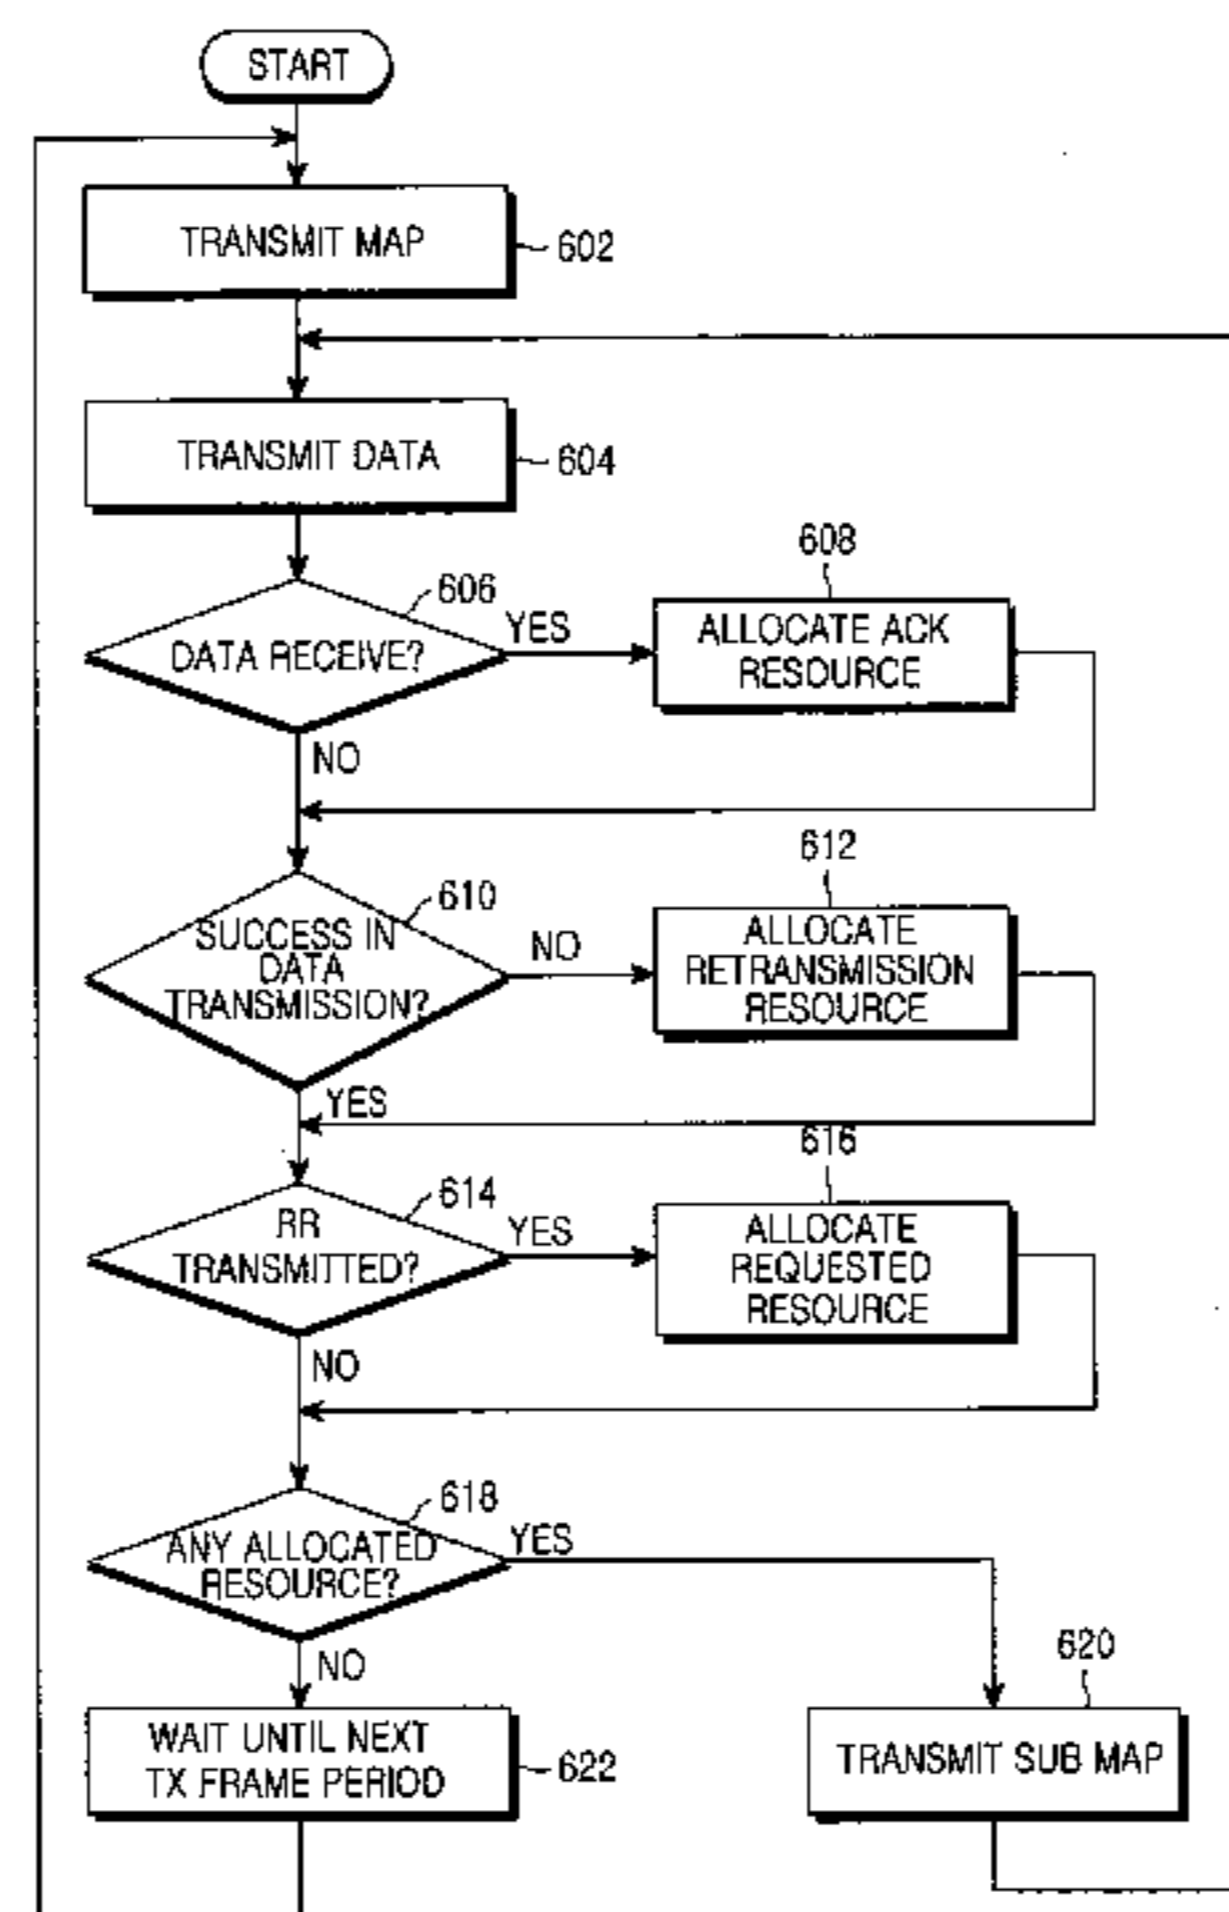 START
TRANSMIT MAP
602
TRANSMIT DATA
604
608
606
YES
DATA RECEIVE?
ALLOCATE ACK
RESOURCE
NO
612
610
SUCCESS IN
DATA
TRANSMISSION?
NO
ALLOCATE
RETRANSMISSION
RESOURCE
YES
616
614
RR
TRANSMITTED?
YES
ALLOCATE
REQUESTED
RESOURCE
NO
618
ANY ALLOCATED
RESOURCE?
YES
NO
620
WAIT UNTIL NEXT
TX FRAME PERIOD
622
TRANSMIT SUB MAP